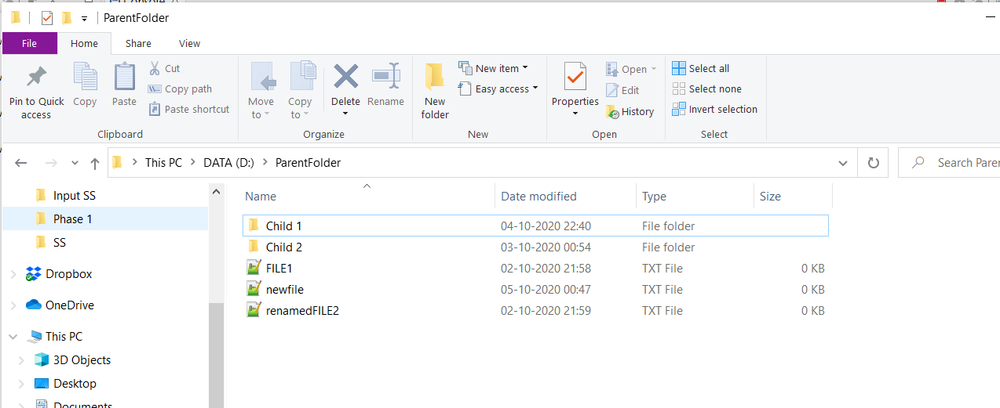 Console
ParentFolder
File Home Share View
Pin to Quick access
Copy
Paste
Cut
Copy path
Paste shortcut
Clipboard
Move to
Copy to
Delete
Rename
Organize
New folder
New item
Easy access
New
Properties
Open
Edit
History
Open
Select all
Select none
Invert selection
Select
This PC > DATA (D:) > ParentFolder
Search Pare
Input SS
Phase 1
SS
Dropbox
OneDrive
This PC
3D Objects
Desktop
Documents
Name Date modified Type Size
Child 1 04-10-2020 22:40 File folder
Child 2 03-10-2020 00:54 File folder
FILE1 02-10-2020 21:58 TXT File 0 KB
newfile 05-10-2020 00:47 TXT File 0 KB
renamedFILE2 02-10-2020 21:59 TXT File 0 KB